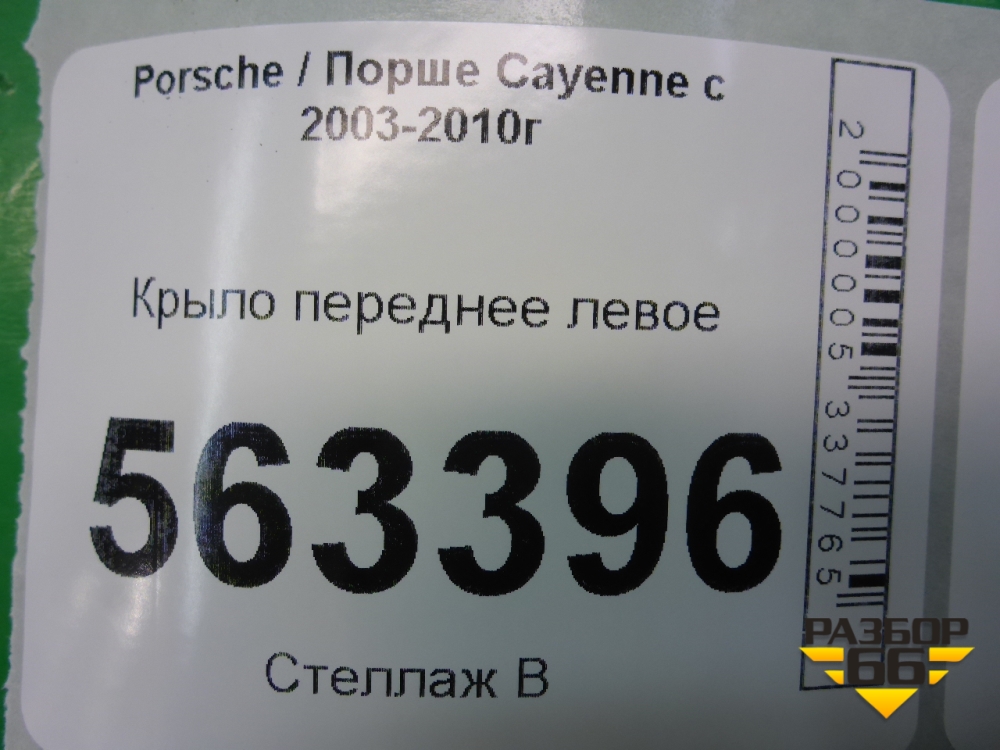 Porsche / Порше Cayenne с
2003-2010г
Крыло переднее левое
563396
Стеллаж В
2000005337765
РАЗБОР
66